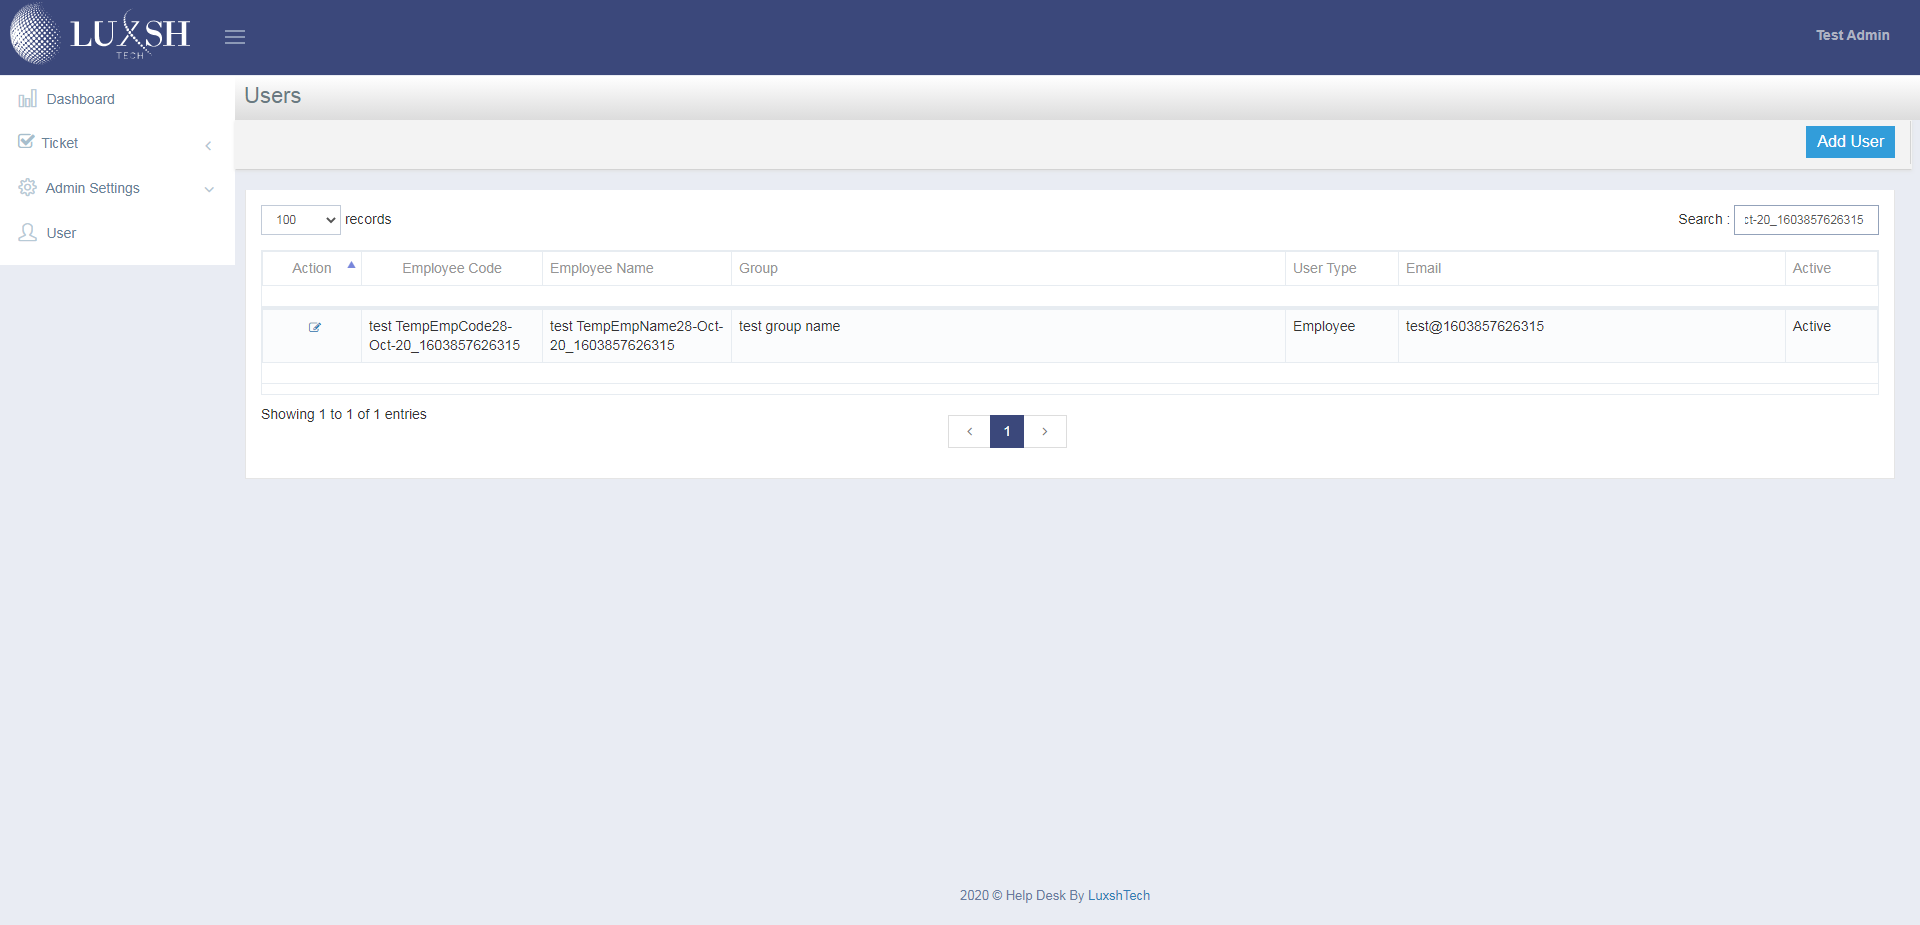 LUXSH
TECH
Test Admin
Dashboard
Ticket
Admin Settings
User
Users
Add User
100 records
Search : ct-20_1603857626315
Action Employee Code Employee Name Group User Type Email Active
test TempEmpCode28- test TempEmpName28-Oct- test group name Employee test@1603857626315 Active
Oct-20_1603857626315 20_1603857626315
Showing 1 to 1 of 1 entries
1
2020 © Help Desk By LuxshTech